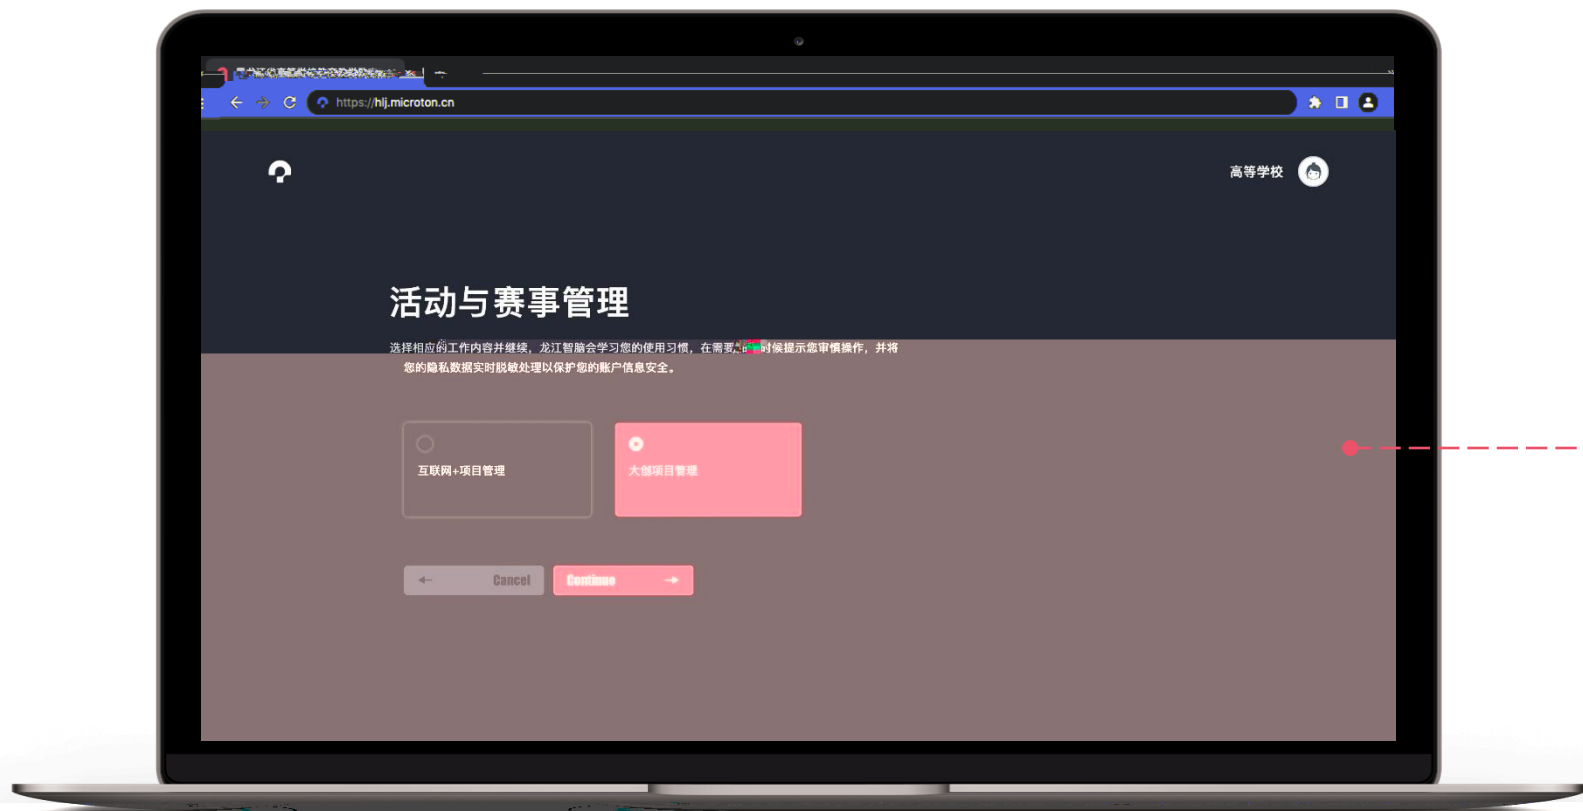 https://hlj.microton.cn
高等学校
活动与赛事管理
选择相应的工作内容并继续，龙江智脑会学习您的使用习惯，在需要 时候提示您审慎操作，并将
您的隐私数据实时脱敏处理以保护您的账户信息安全。
互联网+项目管理
大创项目管理
Cancel
Continue